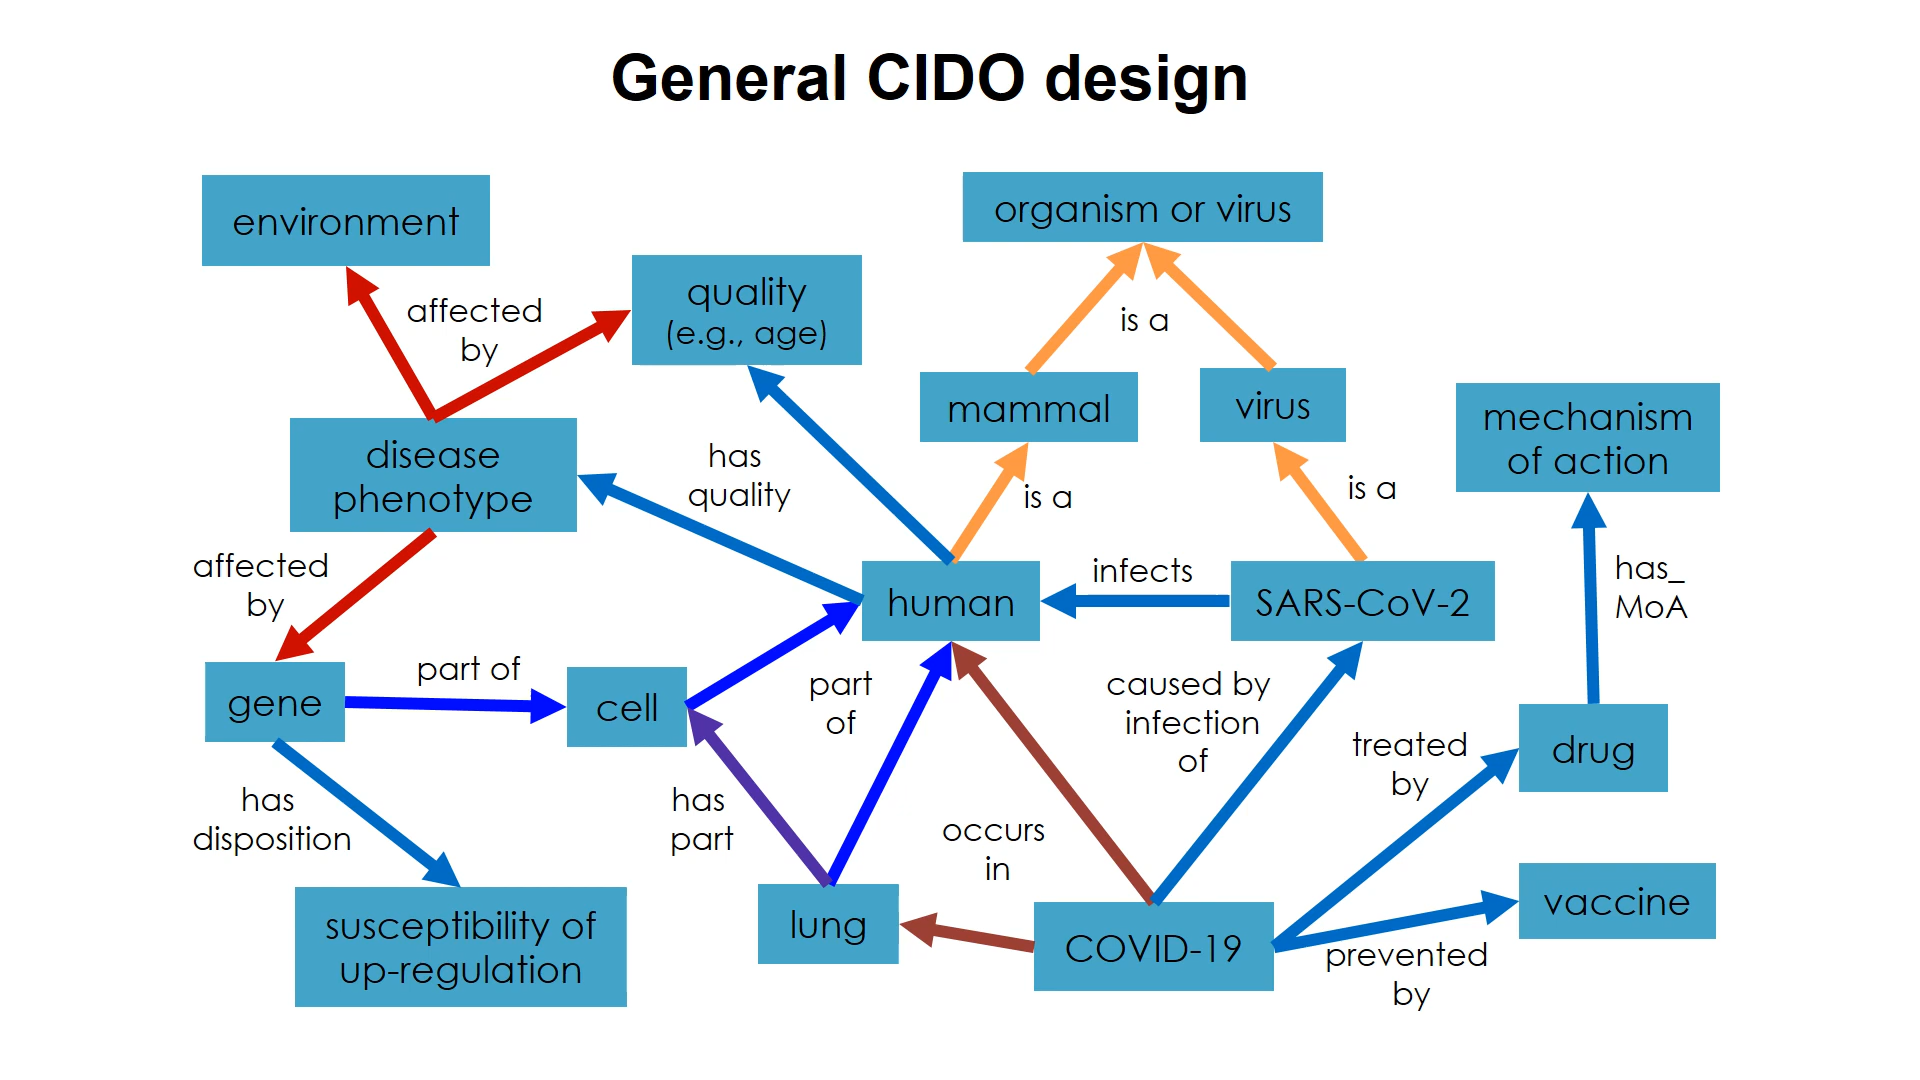 General CIDO design
environment
organism or virus
quality
(e.g., age)
affected
by
is a
mammal
virus
mechanism
of action
disease
phenotype
has
quality
is a
is a
affected
by
human
infects
SARS-CoV-2
has_
MoA
gene
part of
cell
part
of
caused by
infection
of
treated
by
drug
has
disposition
has
part
occurs
in
susceptibility of
up-regulation
lung
COVID-19
vaccine
prevented
by